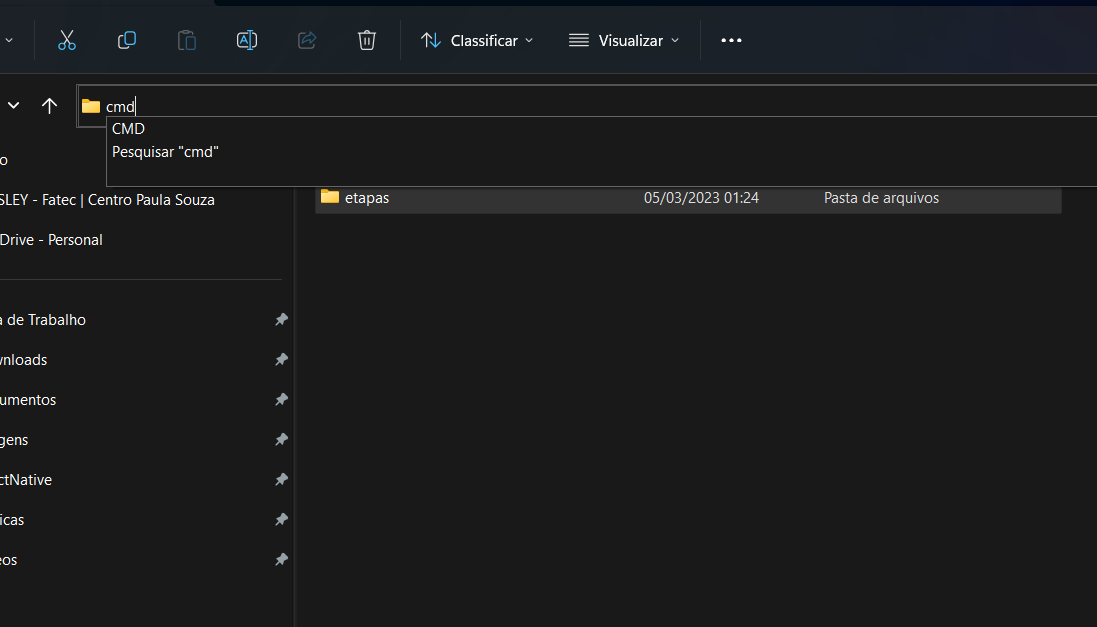 Classificar
Visualizar
cmd
CMD
Pesquisar "cmd"
SLEY - Fatec | Centro Paula Souza
Drive - Personal
etapas 05/03/2023 01:24 Pasta de arquivos
a de Trabalho
wnloads
umentos
gens
ctNative
icas
eos